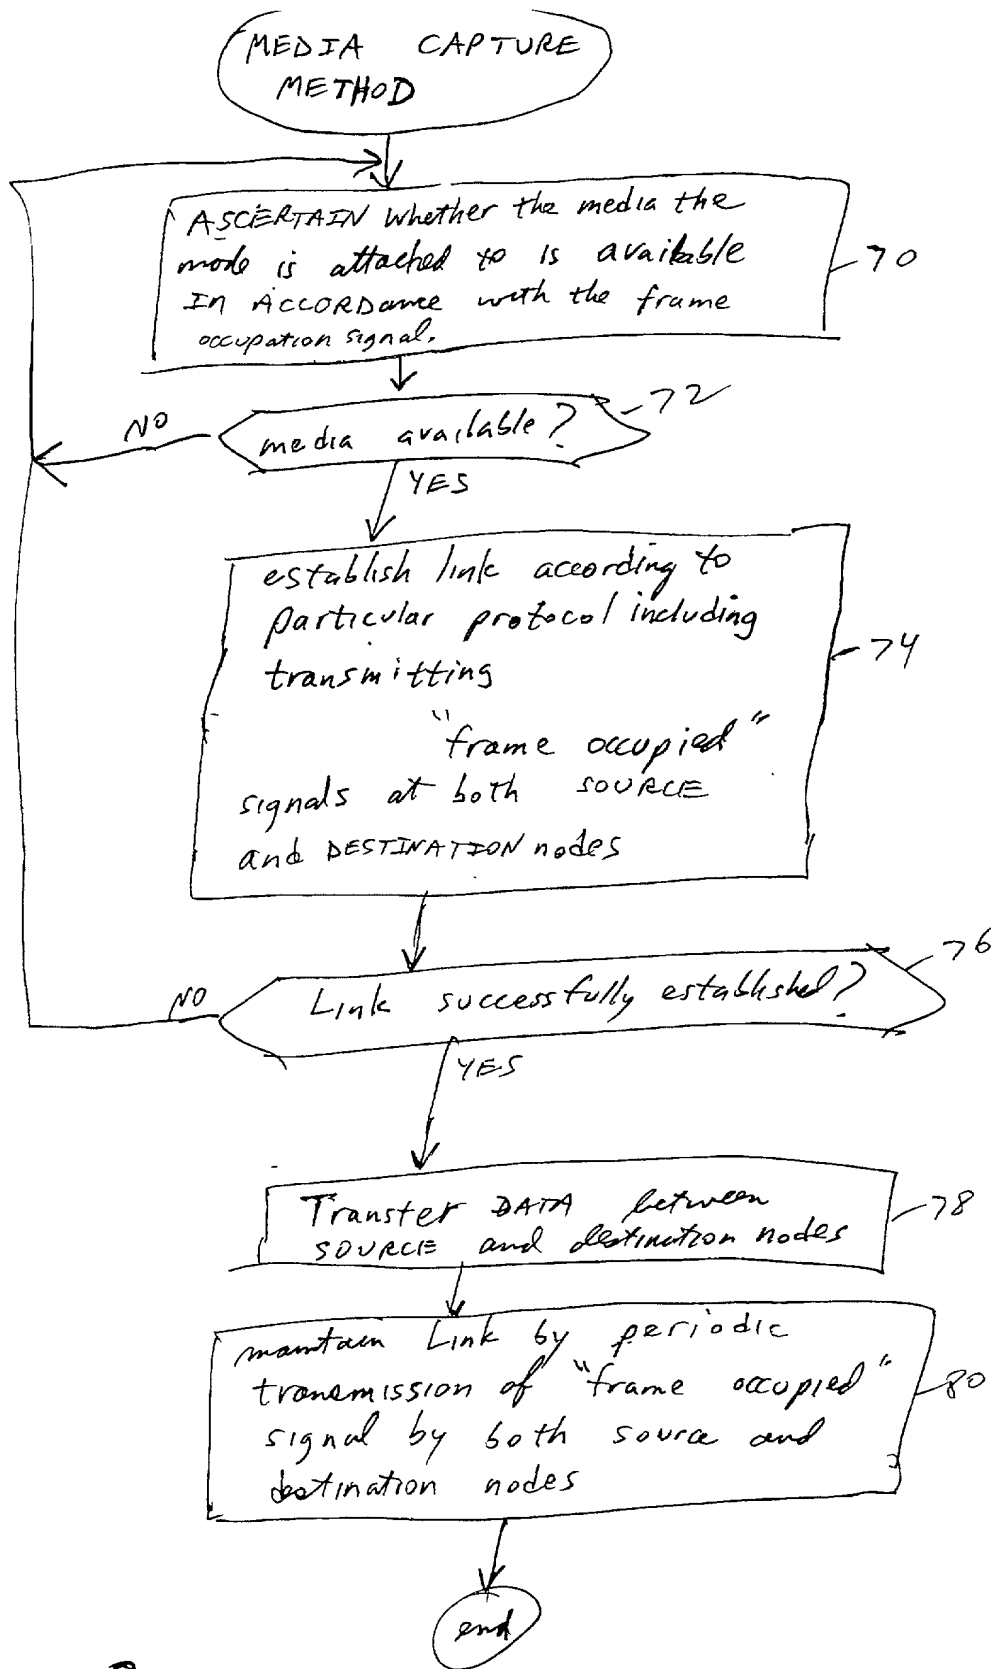 MEDIA CAPTURE
METHOD
ASCERTAIN whether the media the
mode is attached to is available
IN ACCORDance with the frame
occupation signal.
70
media available?
72
NO
YES
establish link according to
particular protocol including
transmitting
"frame occupied"
signals at both SOURCE
and DESTINATION nodes
74
Link successfully established?
76
NO
YES
Transfer DATA between
SOURCE and destination nodes
78
maintain Link by periodic
transmission of "frame occupied"
signal by both source and
destination nodes
80
end